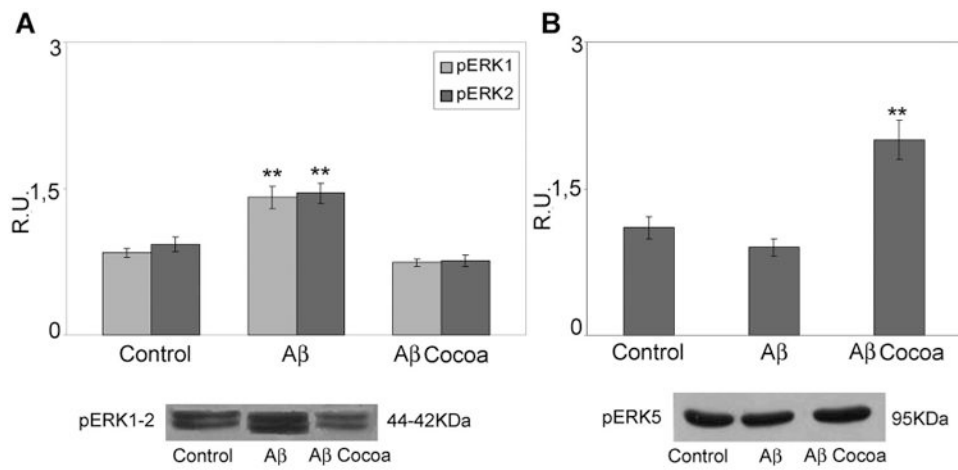 A
3
pERK1
pERK2
** **
1,5
R.U.
0
Control Aβ Aβ Cocoa
pERK1-2 44-42KDa
Control Aβ Aβ Cocoa
B
3
**
1,5
R.U.
0
Control Aβ Aβ Cocoa
pERK5 95KDa
Control Aβ Aβ Cocoa